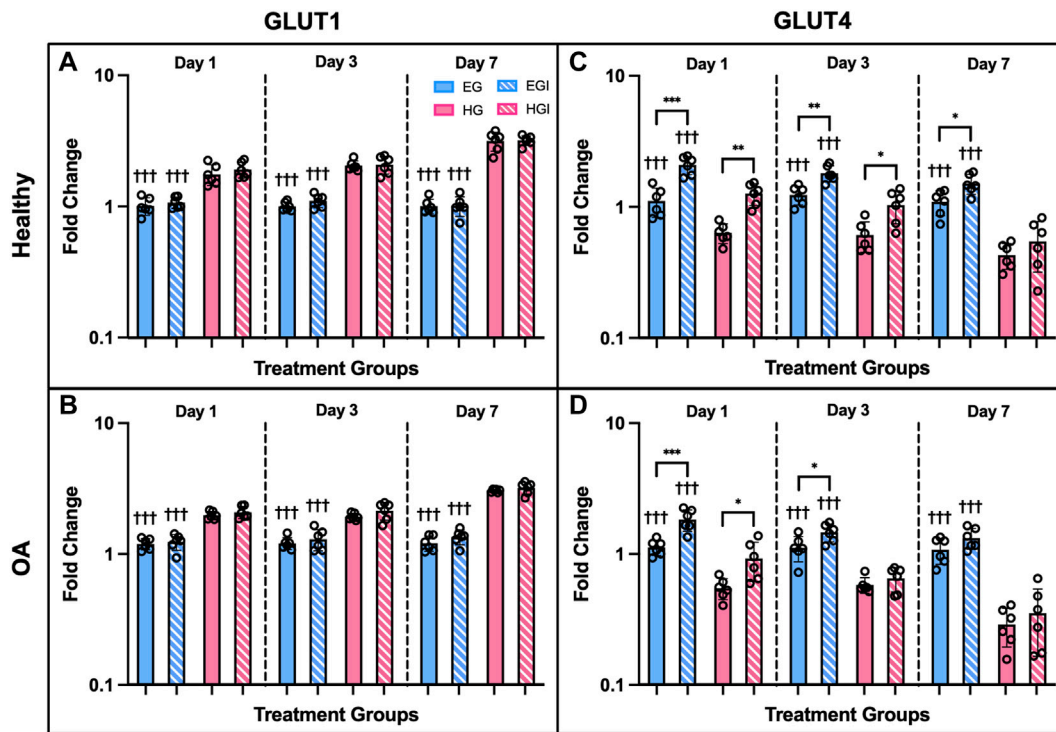 GLUT1 GLUT4
Healthy
A
Day 1 Day 3 Day 7
EG EGI
HG HGI
10
1
0.1
Fold Change
††† ††† ††† ††† ††† †††
Treatment Groups
C
Day 1 Day 3 Day 7
10
1
0.1
Fold Change
*** ** ** * *
††† ††† ††† ††† ††† †††
Treatment Groups
OA
B
Day 1 Day 3 Day 7
10
1
0.1
Fold Change
††† ††† ††† ††† ††† †††
Treatment Groups
D
Day 1 Day 3 Day 7
10
1
0.1
Fold Change
*** * *
††† ††† ††† ††† ††† †††
Treatment Groups